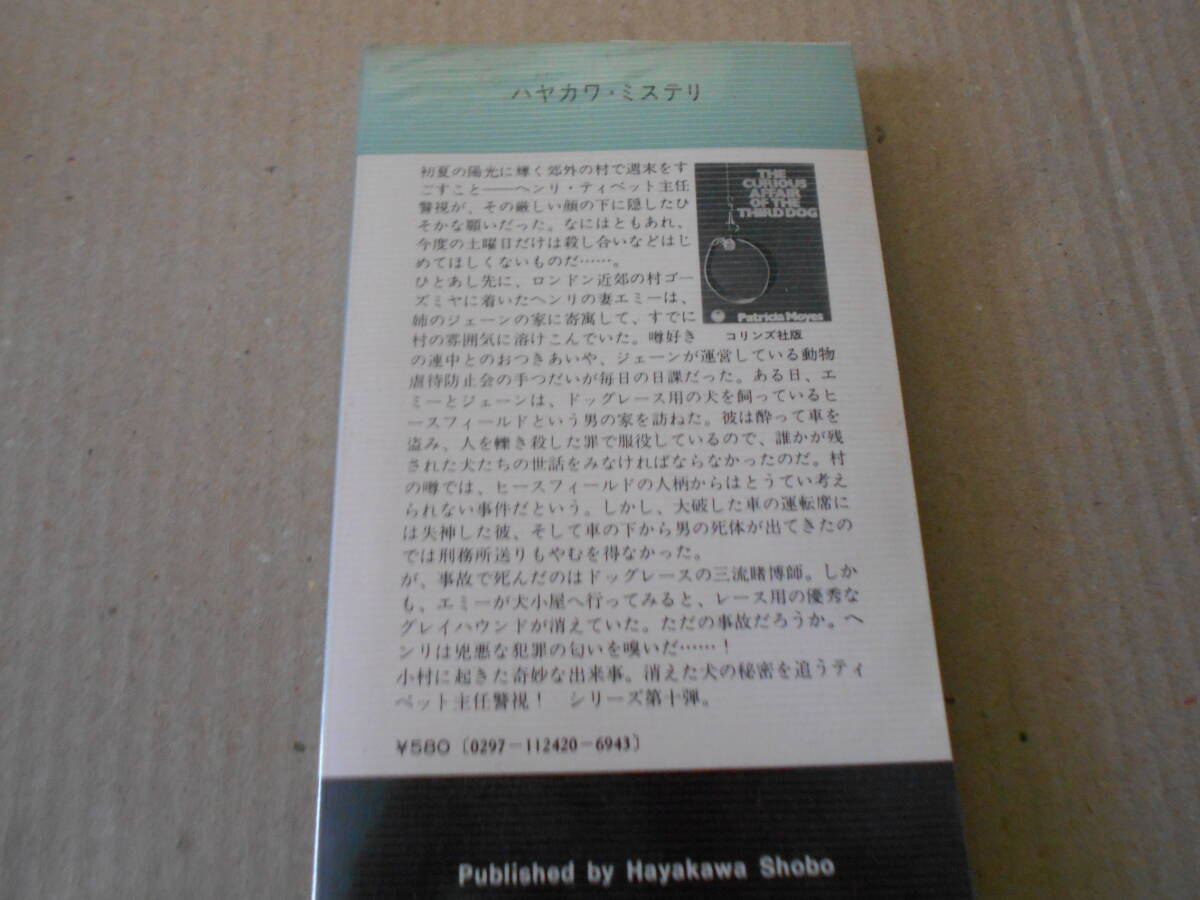 ハヤカワ・ミステリ
初夏の陽光に輝く郊外の村で週末をす
ごすこと――ヘンリ・ティベット主任
警視が、その厳しい顔の下に隠したひ
そかな願いだった。なにはともあれ、
今度の土曜日だけは殺し合いなどはじ
めてほしくないものだ……。
ひとあし先に、ロンドン近郊の村ゴー
ズミヤに着いたヘンリの妻エミーは、
姉のジェーンの家に寄寓して、すでに
村の雰囲気に溶けこんでいた。噂好き
の連中とのおつきあいや、ジェーンが運営している動物
虐待防止会の手つだいが毎日の日課だった。ある日、エ
ミーとジェーンは、ドッグレース用の犬を飼っているヒ
ースフィールドという男の家を訪ねた。彼は酔って車を
盗み、人を轢き殺した罪で服役しているので、誰かが残
された犬たちの世話をみなければならなかったのだ。村
の噂では、ヒースフィールドの人柄からはとうてい考え
られない事件だという。しかし、大破した車の運転席に
は失神した彼、そして車の下から男の死体が出てきたの
では刑務所送りもやむを得なかった。
が、事故で死んだのはドッグレースの三流賭博師。しか
も、エミーが犬小屋へ行ってみると、レース用の優秀な
グレイハウンドが消えていた。ただの事故だろうか。ヘ
ンリは兇悪な犯罪の匂いを嗅いだ……！
小村に起きた奇妙な出来事。消えた犬の秘密を追うティ
ベット主任警視！　シリーズ第十弾。
THE
CURIOUS
AFFAIR
OF THE
THIRD DOG
Patricia Moyes
コリンズ社版
¥580〔0297－112420－6943〕
Published by Hayakawa Shobo